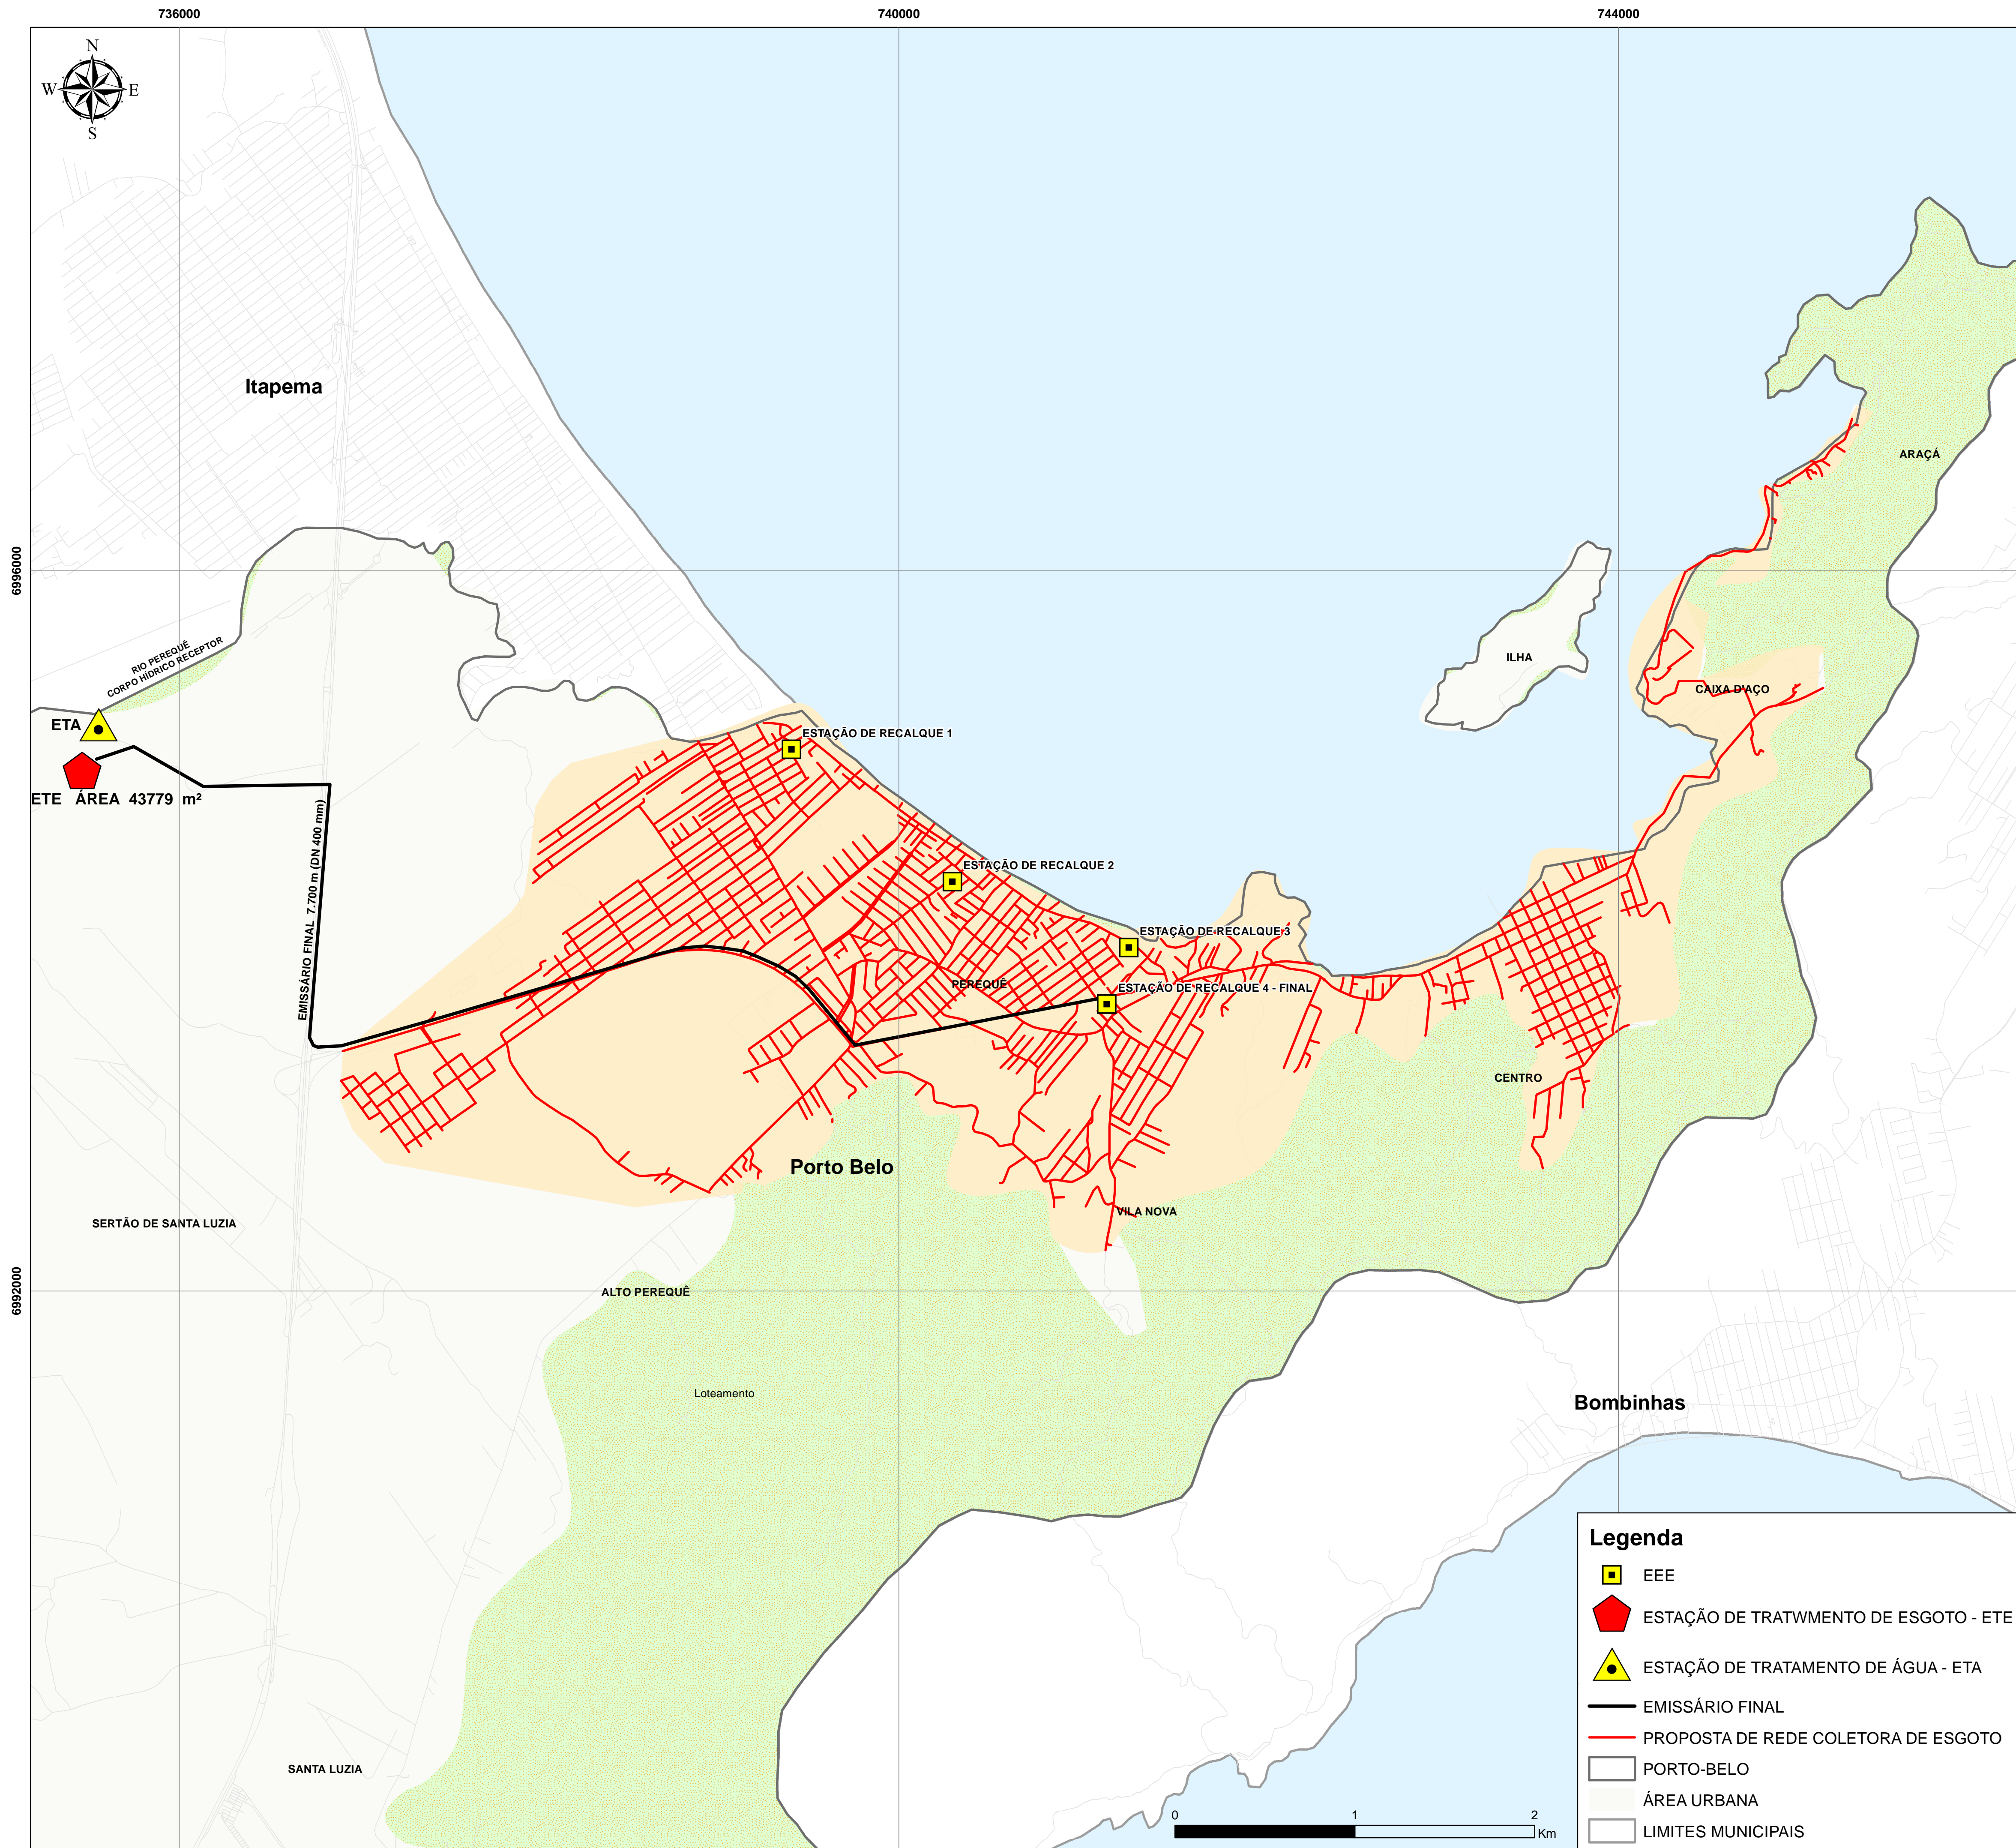 736000
740000
744000
N
W
E
S
Itapema
ARAÇÁ
6996000
RIO PEREQUÊ
CORPO HÍDRICO RECEPTOR
ILHA
CAIXA D'AÇO
ETA
ESTAÇÃO DE RECALQUE 1
ETE ÁREA 43779 m²
EMISSÁRIO FINAL 7.700 m (DN 400 mm)
ESTAÇÃO DE RECALQUE 2
ESTAÇÃO DE RECALQUE 3
PEREQUÊ
ESTAÇÃO DE RECALQUE 4 - FINAL
CENTRO
Porto Belo
VILA NOVA
SERTÃO DE SANTA LUZIA
6992000
ALTO PEREQUÊ
Loteamento
Bombinhas
SANTA LUZIA
0
1
2
Km
Legenda
EEE
ESTAÇÃO DE TRATWMENTO DE ESGOTO - ETE
ESTAÇÃO DE TRATAMENTO DE ÁGUA - ETA
EMISSÁRIO FINAL
PROPOSTA DE REDE COLETORA DE ESGOTO
PORTO-BELO
ÁREA URBANA
LIMITES MUNICIPAIS